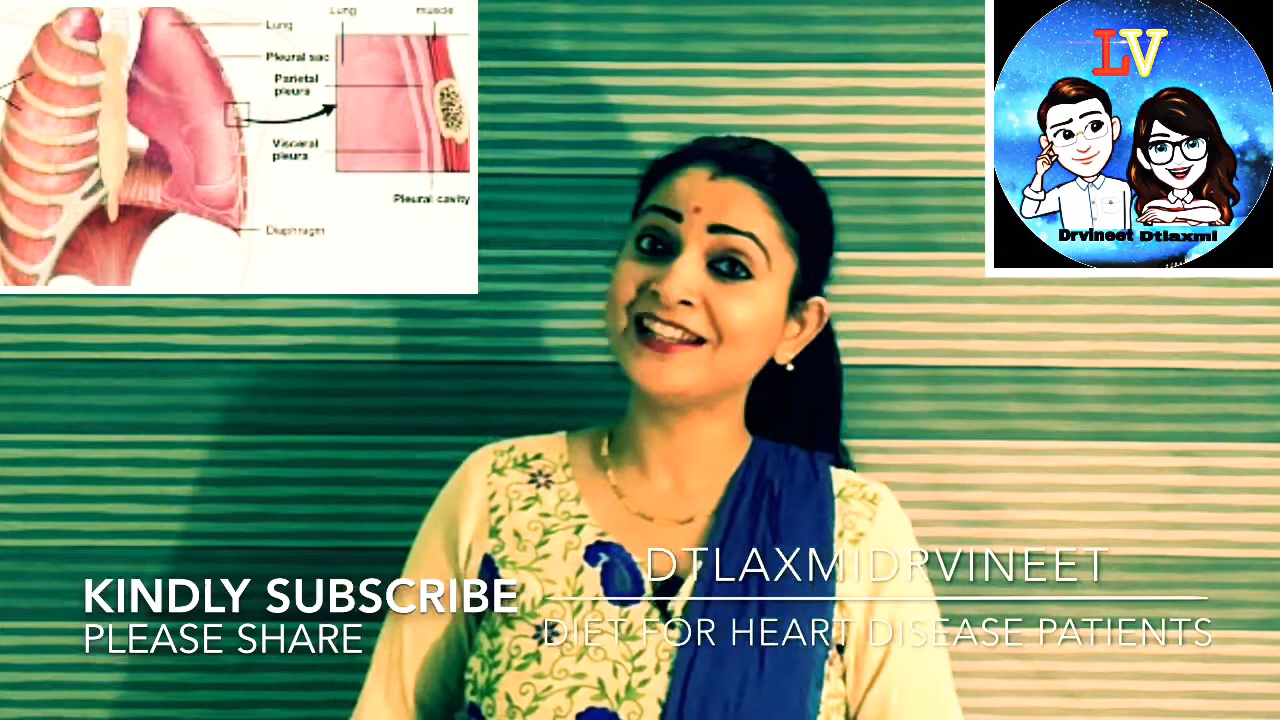 Lung
Pleural sac
Parietal
pleura
Visceral
pleura
Diaphragm
Lung
muscle
Pleural cavity
LV
Drvineet Dtlaxmi
KINDLY SUBSCRIBE
PLEASE SHARE
DTLAXMIDRVINEET
DIET FOR HEART DISEASE PATIENTS